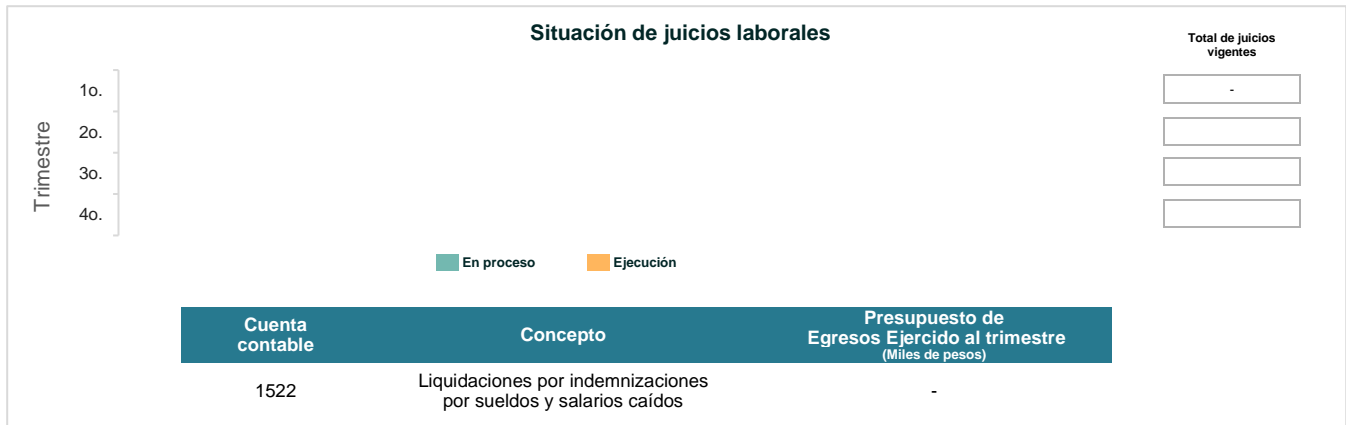 Situación de juicios laborales
Total de juicios
vigentes
Trimestre
1o.
-
2o.
3o.
4o.
En proceso
Ejecución
Cuenta
contable
Concepto
Presupuesto de
Egresos Ejercido al trimestre
(Miles de pesos)
1522
Liquidaciones por indemnizaciones
por sueldos y salarios caídos
-